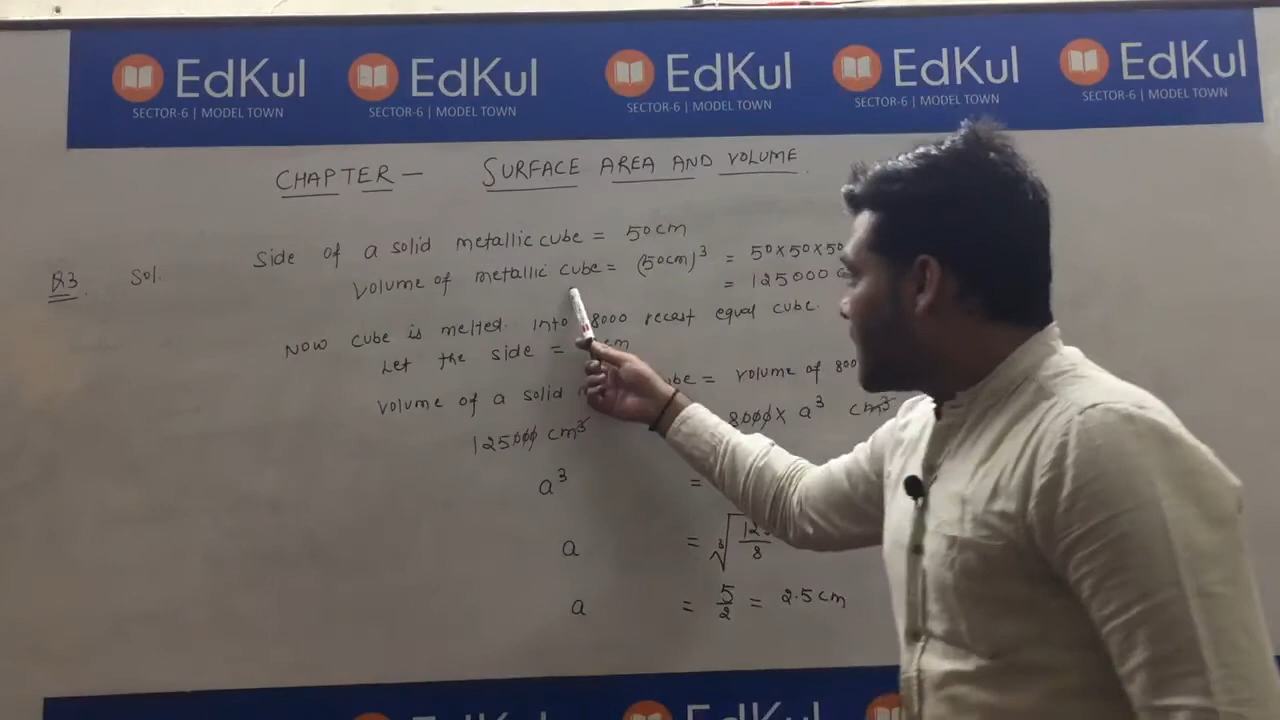 EdKul EdKul EdKul EdKul EdKul
SECTOR-6 | MODEL TOWN SECTOR-6 | MODEL TOWN SECTOR-6 | MODEL TOWN SECTOR-6 | MODEL TOWN SECTOR-6 | MODEL TOWN
CHAPTER - SURFACE AREA AND VOLUME
Q3. Sol. Side of a solid metallic cube = 50cm
Volume of metallic cube = (50cm)³ = 50×50×50
= 125000
Now cube is melted. Into 8000 recast equal cube.
Let the side = cm
Volume of a solid = volume of 800
125000 cm³ 8000× a³ cm³
a³ =
a = ∛12/8
a = 5/2 = 2.5cm